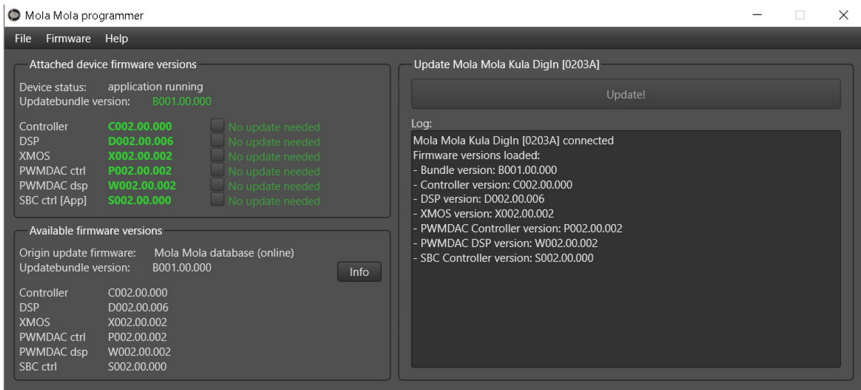 Mola Mola programmer
File Firmware Help
Attached device firmware versions
Device status: application running
Updatebundle version: B001.00.000
Controller C002.00.000 No update needed
DSP D002.00.006 No update needed
XMOS X002.00.002 No update needed
PWMDAC ctrl P002.00.002 No update needed
PWMDAC dsp W002.00.002 No update needed
SBC ctrl [App] S002.00.000 No update needed
Available firmware versions
Origin update firmware: Mola Mola database (online)
Updatebundle version: B001.00.000
Info
Controller C002.00.000
DSP D002.00.006
XMOS X002.00.002
PWMDAC ctrl P002.00.002
PWMDAC dsp W002.00.002
SBC ctrl S002.00.000
Update Mola Mola Kula DigIn [0203A]
Update!
Log:
Mola Mola Kula DigIn [0203A] connected
Firmware versions loaded:
- Bundle version: B001.00.000
- Controller version: C002.00.000
- DSP version: D002.00.006
- XMOS version: X002.00.002
- PWMDAC Controller version: P002.00.002
- PWMDAC DSP version: W002.00.002
- SBC Controller version: S002.00.000